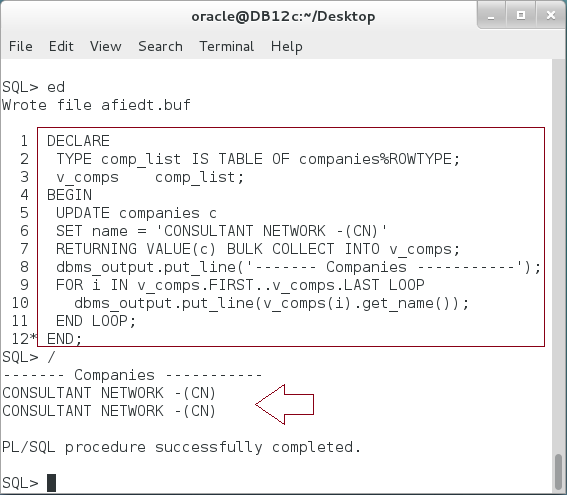 oracle@DB12c:~/Desktop
File Edit View Search Terminal Help
SQL> ed
Wrote file afiedt.buf
1 DECLARE
2 TYPE comp_list IS TABLE OF companies%ROWTYPE;
3 v_comps    comp_list;
4 BEGIN
5 UPDATE companies c
6 SET name = 'CONSULTANT NETWORK -(CN)'
7 RETURNING VALUE(c) BULK COLLECT INTO v_comps;
8 dbms_output.put_line('------- Companies -----------');
9 FOR i IN v_comps.FIRST..v_comps.LAST LOOP
10 dbms_output.put_line(v_comps(i).get_name());
11 END LOOP;
12* END;
SQL> /
------- Companies -----------
CONSULTANT NETWORK -(CN)
CONSULTANT NETWORK -(CN)
PL/SQL procedure successfully completed.
SQL>